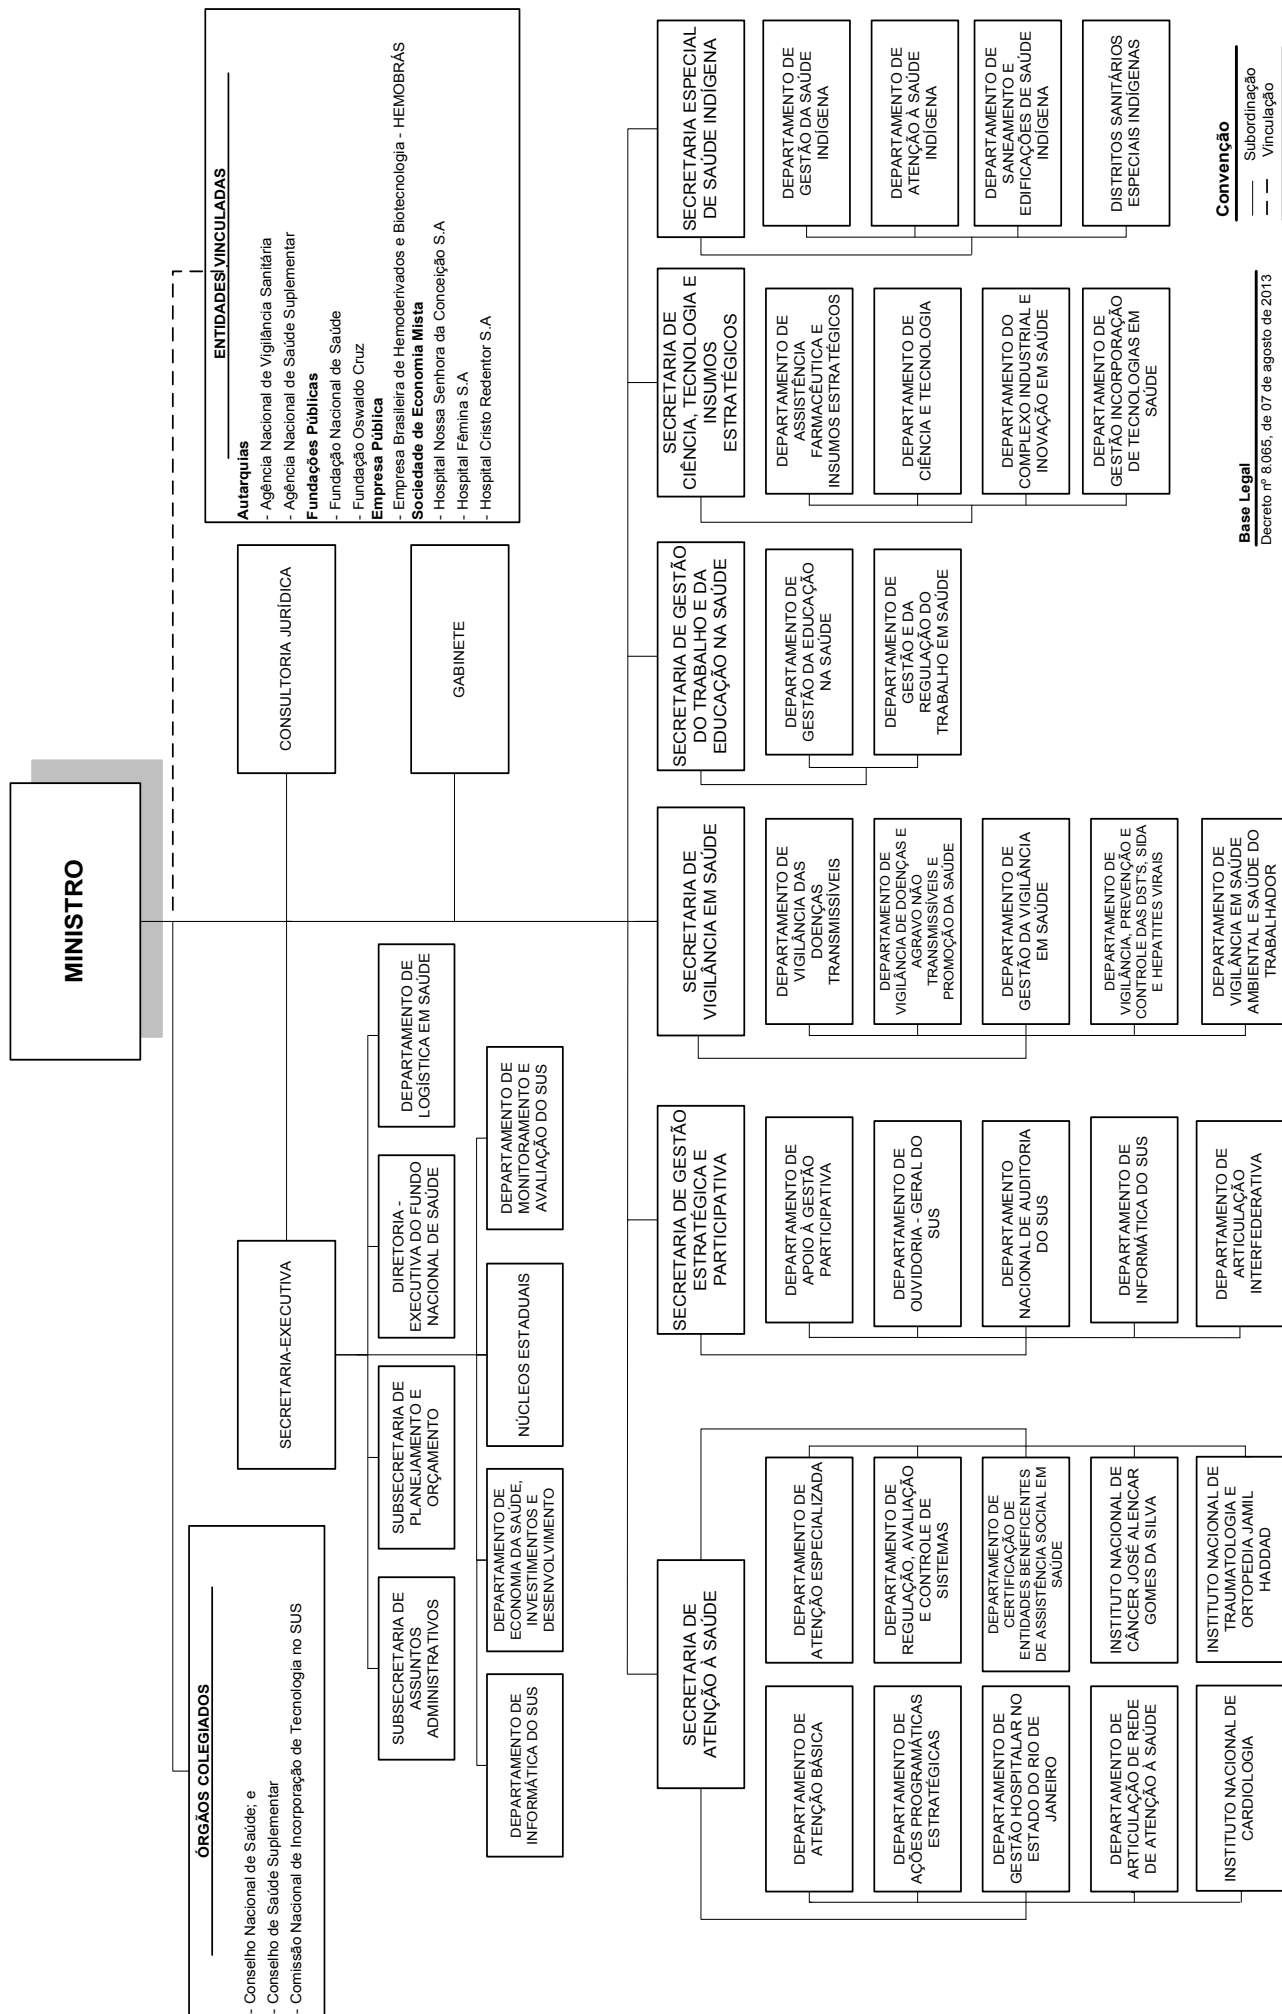 MINISTRO
ÓRGÃOS COLEGIADOS
- Conselho Nacional de Saúde; e
- Conselho de Saúde Suplementar
- Comissão Nacional de Incorporação de Tecnologia no SUS
SECRETARIA-EXECUTIVA
CONSULTORIA JURÍDICA
GABINETE
ENTIDADES VINCULADAS
Autarquias
- Agência Nacional de Vigilância Sanitária
- Agência Nacional de Saúde Suplementar
Fundações Públicas
- Fundação Nacional de Saúde
- Fundação Oswaldo Cruz
Empresa Pública
- Empresa Brasileira de Hemoderivados e Biotecnologia - HEMOBRÁS
Sociedade de Economia Mista
- Hospital Nossa Senhora da Conceição S.A
- Hospital Fêmina S.A
- Hospital Cristo Redentor S.A
SUBSECRETARIA DE
ASSUNTOS
ADMINISTRATIVOS
SUBSECRETARIA DE
PLANEJAMENTO E
ORÇAMENTO
DIRETORIA -
EXECUTIVA DO FUNDO
NACIONAL DE SAÚDE
DEPARTAMENTO DE
LOGÍSTICA EM SAÚDE
DEPARTAMENTO DE
INFORMÁTICA DO SUS
DEPARTAMENTO DE
ECONOMIA DA SAÚDE,
INVESTIMENTOS E
DESENVOLVIMENTO
NÚCLEOS ESTADUAIS
DEPARTAMENTO DE
MONITORAMENTO E
AVALIAÇÃO DO SUS
SECRETARIA DE
ATENÇÃO À SAÚDE
DEPARTAMENTO DE
ATENÇÃO BÁSICA
DEPARTAMENTO DE
AÇÕES PROGRAMÁTICAS
ESTRATÉGICAS
DEPARTAMENTO DE
GESTÃO HOSPITALAR NO
ESTADO DO RIO DE
JANEIRO
DEPARTAMENTO DE
ARTICULAÇÃO DE REDE
DE ATENÇÃO À SAÚDE
INSTITUTO NACIONAL DE
CARDIOLOGIA
DEPARTAMENTO DE
ATENÇÃO ESPECIALIZADA
DEPARTAMENTO DE
REGULAÇÃO, AVALIAÇÃO
E CONTROLE DE
SISTEMAS
DEPARTAMENTO DE
CERTIFICAÇÃO DE
ENTIDADES BENEFICENTES
DE ASSISTÊNCIA SOCIAL EM
SAÚDE
INSTITUTO NACIONAL DE
CÂNCER JOSÉ ALENCAR
GOMES DA SILVA
INSTITUTO NACIONAL DE
TRAUMATOLOGIA E
ORTOPEDIA JAMIL
HADDAD
SECRETARIA DE GESTÃO
ESTRATÉGICA E
PARTICIPATIVA
DEPARTAMENTO DE
APOIO À GESTÃO
PARTICIPATIVA
DEPARTAMENTO DE
OUVIDORIA - GERAL DO
SUS
DEPARTAMENTO
NACIONAL DE AUDITORIA
DO SUS
DEPARTAMENTO DE
INFORMÁTICA DO SUS
DEPARTAMENTO DE
ARTICULAÇÃO
INTERFEDERATIVA
SECRETARIA DE
VIGILÂNCIA EM SAÚDE
DEPARTAMENTO DE
VIGILÂNCIA DAS
DOENÇAS
TRANSMISSÍVEIS
DEPARTAMENTO DE
VIGILÂNCIA DE DOENÇAS E
AGRAVO NÃO
TRANSMISSÍVEIS E
PROMOÇÃO DA SAÚDE
DEPARTAMENTO DE
GESTÃO DA VIGILÂNCIA
EM SAÚDE
DEPARTAMENTO DE
VIGILÂNCIA, PREVENÇÃO E
CONTROLE DAS DST'S, SIDA
E HEPATITES VIRAIS
DEPARTAMENTO DE
VIGILÂNCIA EM SAÚDE
AMBIENTAL E SAÚDE DO
TRABALHADOR
SECRETARIA DE GESTÃO
DO TRABALHO E DA
EDUCAÇÃO NA SAÚDE
DEPARTAMENTO DE
GESTÃO DA EDUCAÇÃO
NA SAÚDE
DEPARTAMENTO DE
GESTÃO E DA
REGULAÇÃO DO
TRABALHO EM SAÚDE
SECRETARIA DE
CIÊNCIA, TECNOLOGIA E
INSUMOS
ESTRATÉGICOS
DEPARTAMENTO DE
ASSISTÊNCIA
FARMACÊUTICA E
INSUMOS ESTRATÉGICOS
DEPARTAMENTO DE
CIÊNCIA E TECNOLOGIA
DEPARTAMENTO DO
COMPLEXO INDUSTRIAL E
INOVAÇÃO EM SAÚDE
DEPARTAMENTO DE
GESTÃO INCORPORAÇÃO
DE TECNOLOGIAS EM
SAÚDE
SECRETARIA ESPECIAL
DE SAÚDE INDÍGENA
DEPARTAMENTO DE
GESTÃO DA SAÚDE
INDÍGENA
DEPARTAMENTO DE
ATENÇÃO À SAÚDE
INDÍGENA
DEPARTAMENTO DE
SANEAMENTO E
EDIFICAÇÕES DE SAÚDE
INDÍGENA
DISTRITOS SANITÁRIOS
ESPECIAIS INDÍGENAS
Base Legal
Decreto nº 8.065, de 07 de agosto de 2013
Convenção
Subordinação
Vinculação